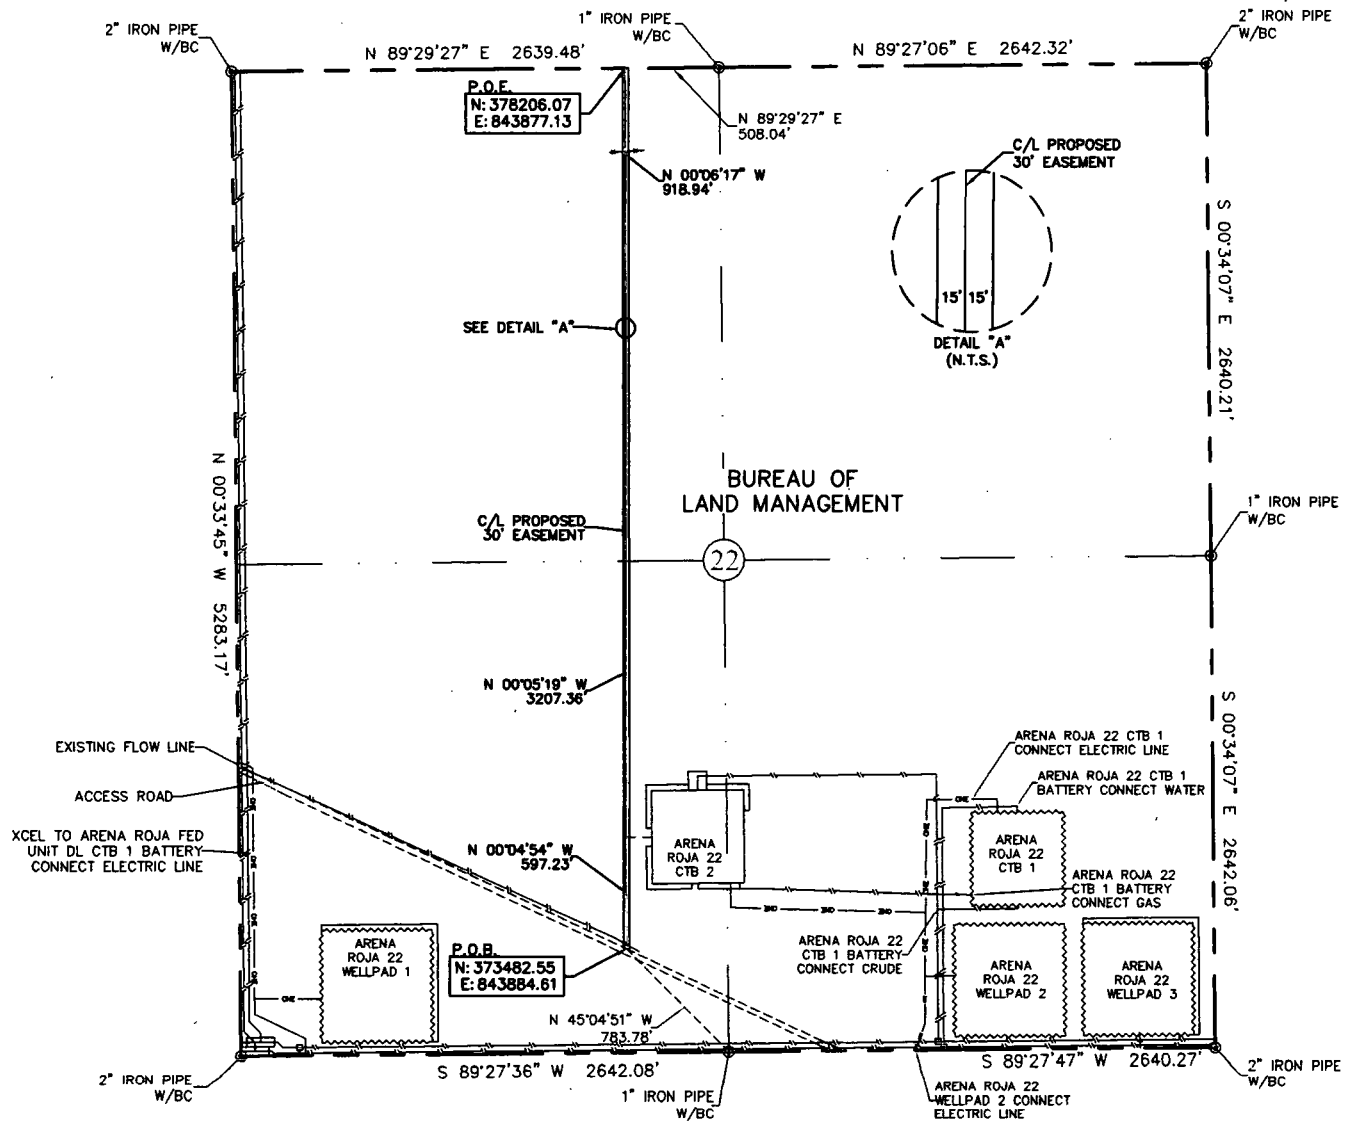 2" IRON PIPE
W/BC
N 89°29'27" E 2639.48'
1" IRON PIPE
W/BC
N 89°27'06" E 2642.32'
2" IRON PIPE
W/BC
P.O.E.
N: 378206.07
E: 843877.13
N 89°29'27" E
508.04'
N 00°06'17" W
918.94'
C/L PROPOSED
30' EASEMENT
15' 15'
DETAIL "A"
(N.T.S.)
S 00°34'07" E 2640.21'
SEE DETAIL "A"
N 00°33'45" W 5283.17'
BUREAU OF
LAND MANAGEMENT
C/L PROPOSED
30' EASEMENT
22
1" IRON PIPE
W/BC
N 00°05'19" W
3207.36'
S 00°34'07" E 2642.06'
EXISTING FLOW LINE
ACCESS ROAD
XCEL TO ARENA ROJA FED
UNIT DL CTB 1 BATTERY
CONNECT ELECTRIC LINE
N 00°04'54" W
597.23'
ARENA
ROJA 22
CTB 2
ARENA ROJA 22 CTB 1
CONNECT ELECTRIC LINE
ARENA ROJA 22 CTB 1
BATTERY CONNECT WATER
ARENA
ROJA 22
CTB 1
ARENA ROJA 22
CTB 1 BATTERY
CONNECT GAS
ARENA ROJA 22
CTB 1 BATTERY
CONNECT CRUDE
ARENA
ROJA 22
WELLPAD 1
P.O.B.
N: 373482.55
E: 843884.61
ARENA
ROJA 22
WELLPAD 2
ARENA
ROJA 22
WELLPAD 3
N 45°04'51" W
783.78'
2" IRON PIPE
W/BC
S 89°27'36" W 2642.08'
1" IRON PIPE
W/BC
S 89°27'47" W 2640.27'
ARENA ROJA 22
WELLPAD 2 CONNECT
ELECTRIC LINE
2" IRON PIPE
W/BC